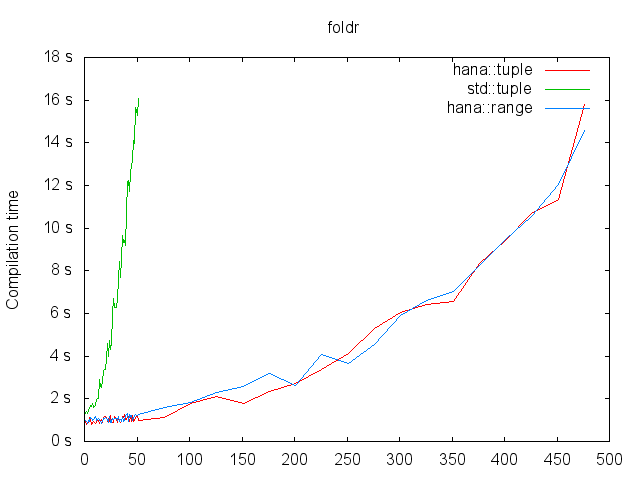 foldr
18 s
16 s
14 s
12 s
10 s
8 s
6 s
4 s
2 s
0 s
Compilation time
hana::tuple
std::tuple
hana::range
0 50 100 150 200 250 300 350 400 450 500